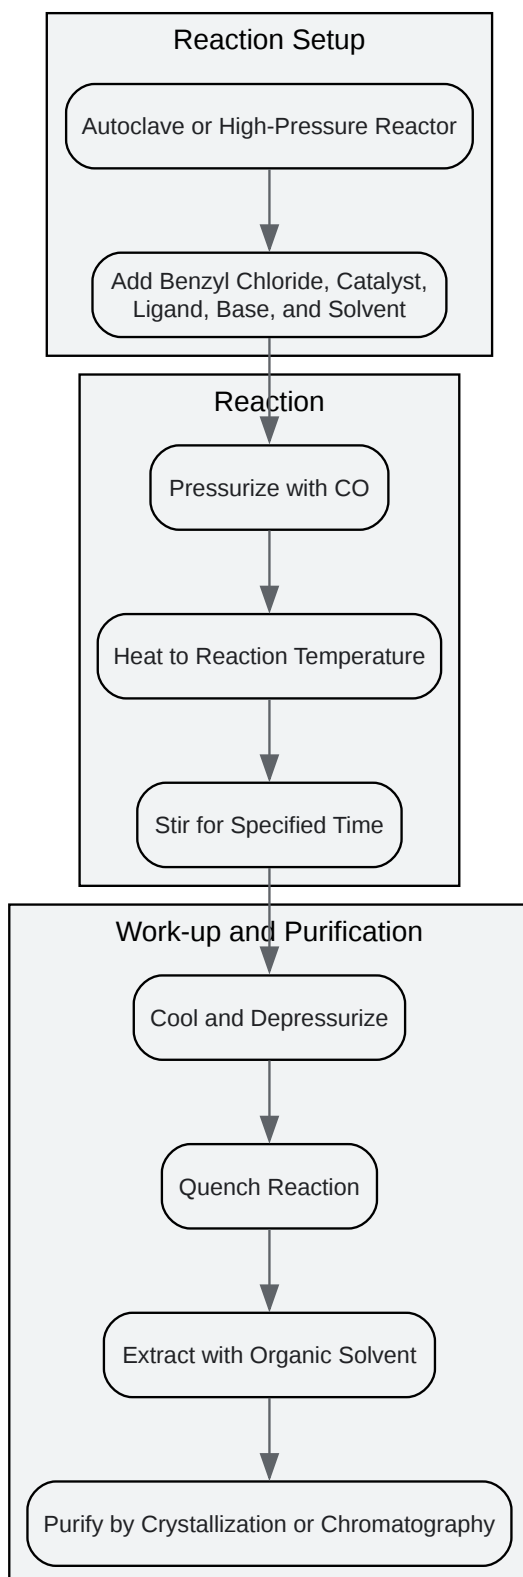 Reaction Setup
Autoclave or High-Pressure Reactor
Add Benzyl Chloride, Catalyst,
Ligand, Base, and Solvent
Reaction
Pressurize with CO
Heat to Reaction Temperature
Stir for Specified Time
Work-up and Purification
Cool and Depressurize
Quench Reaction
Extract with Organic Solvent
Purify by Crystallization or Chromatography